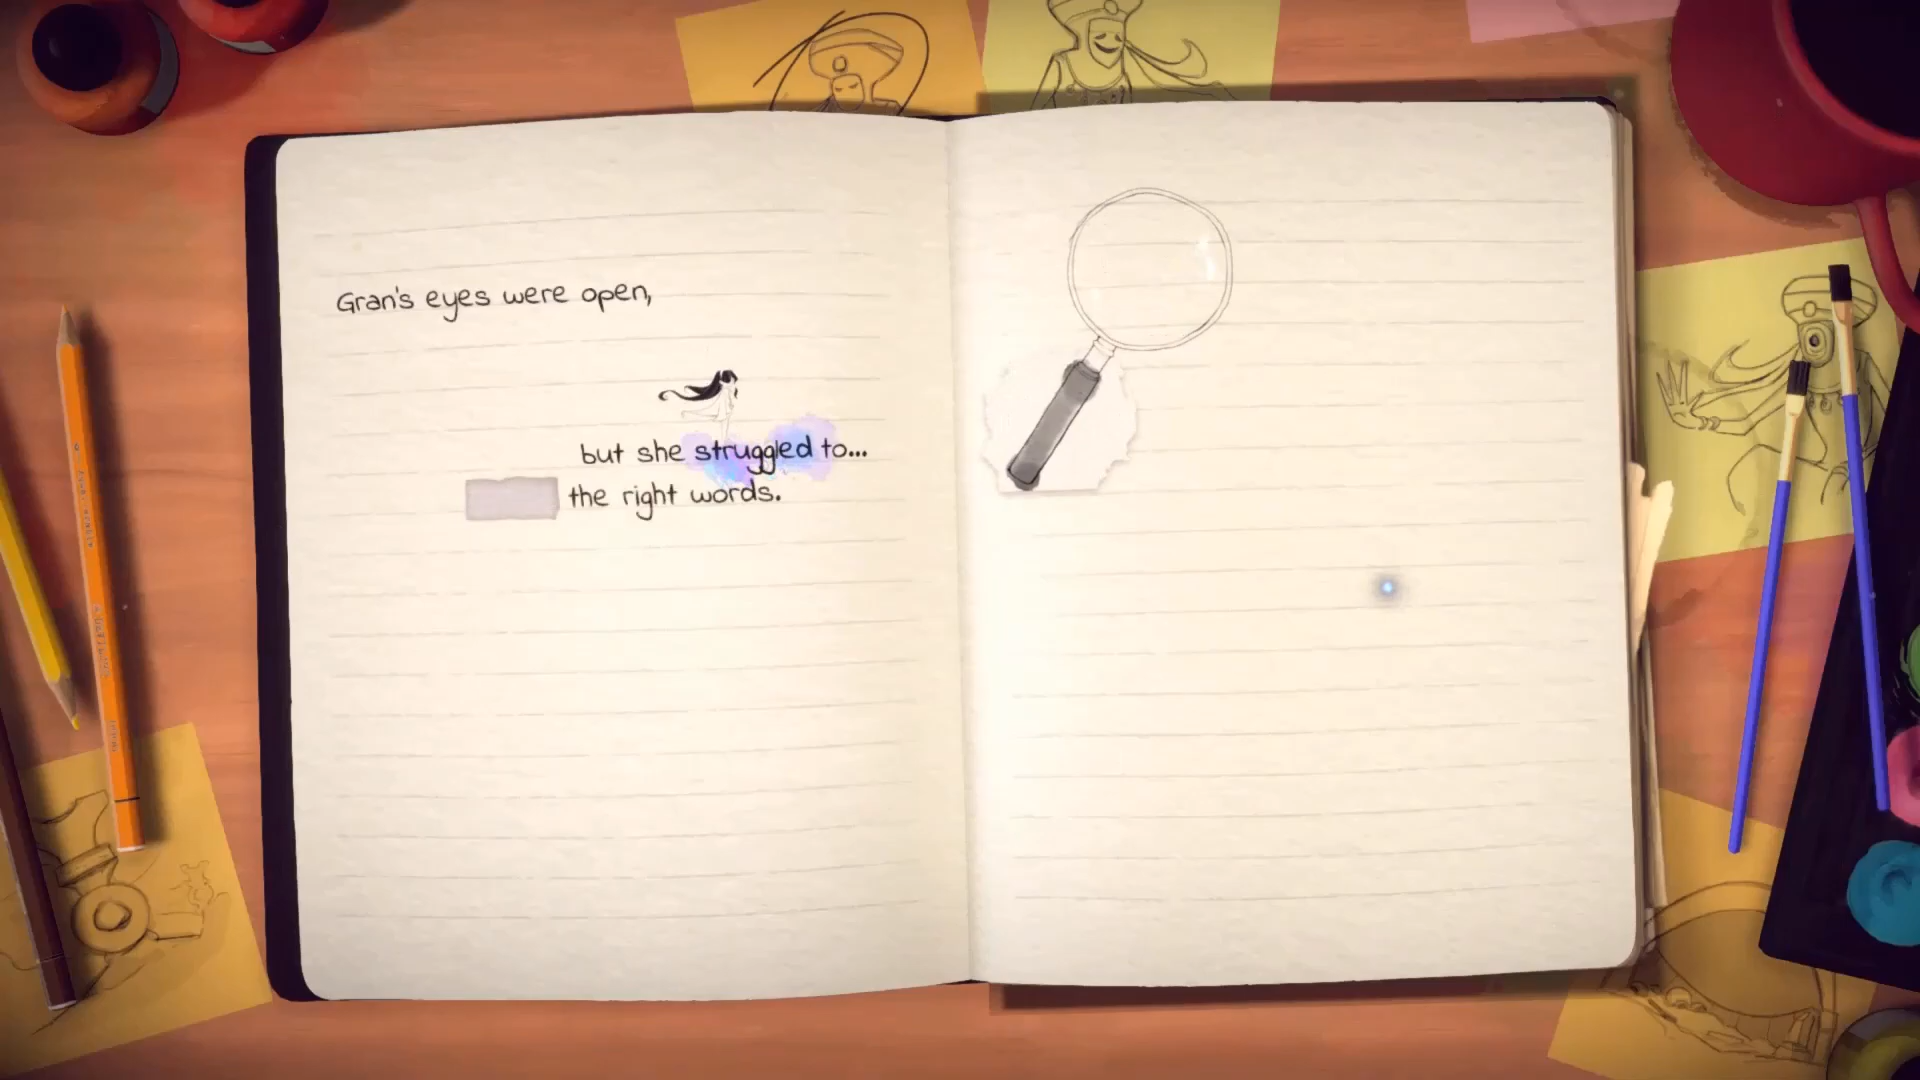 Gran's eyes were open,
but she struggled to...
the right words.